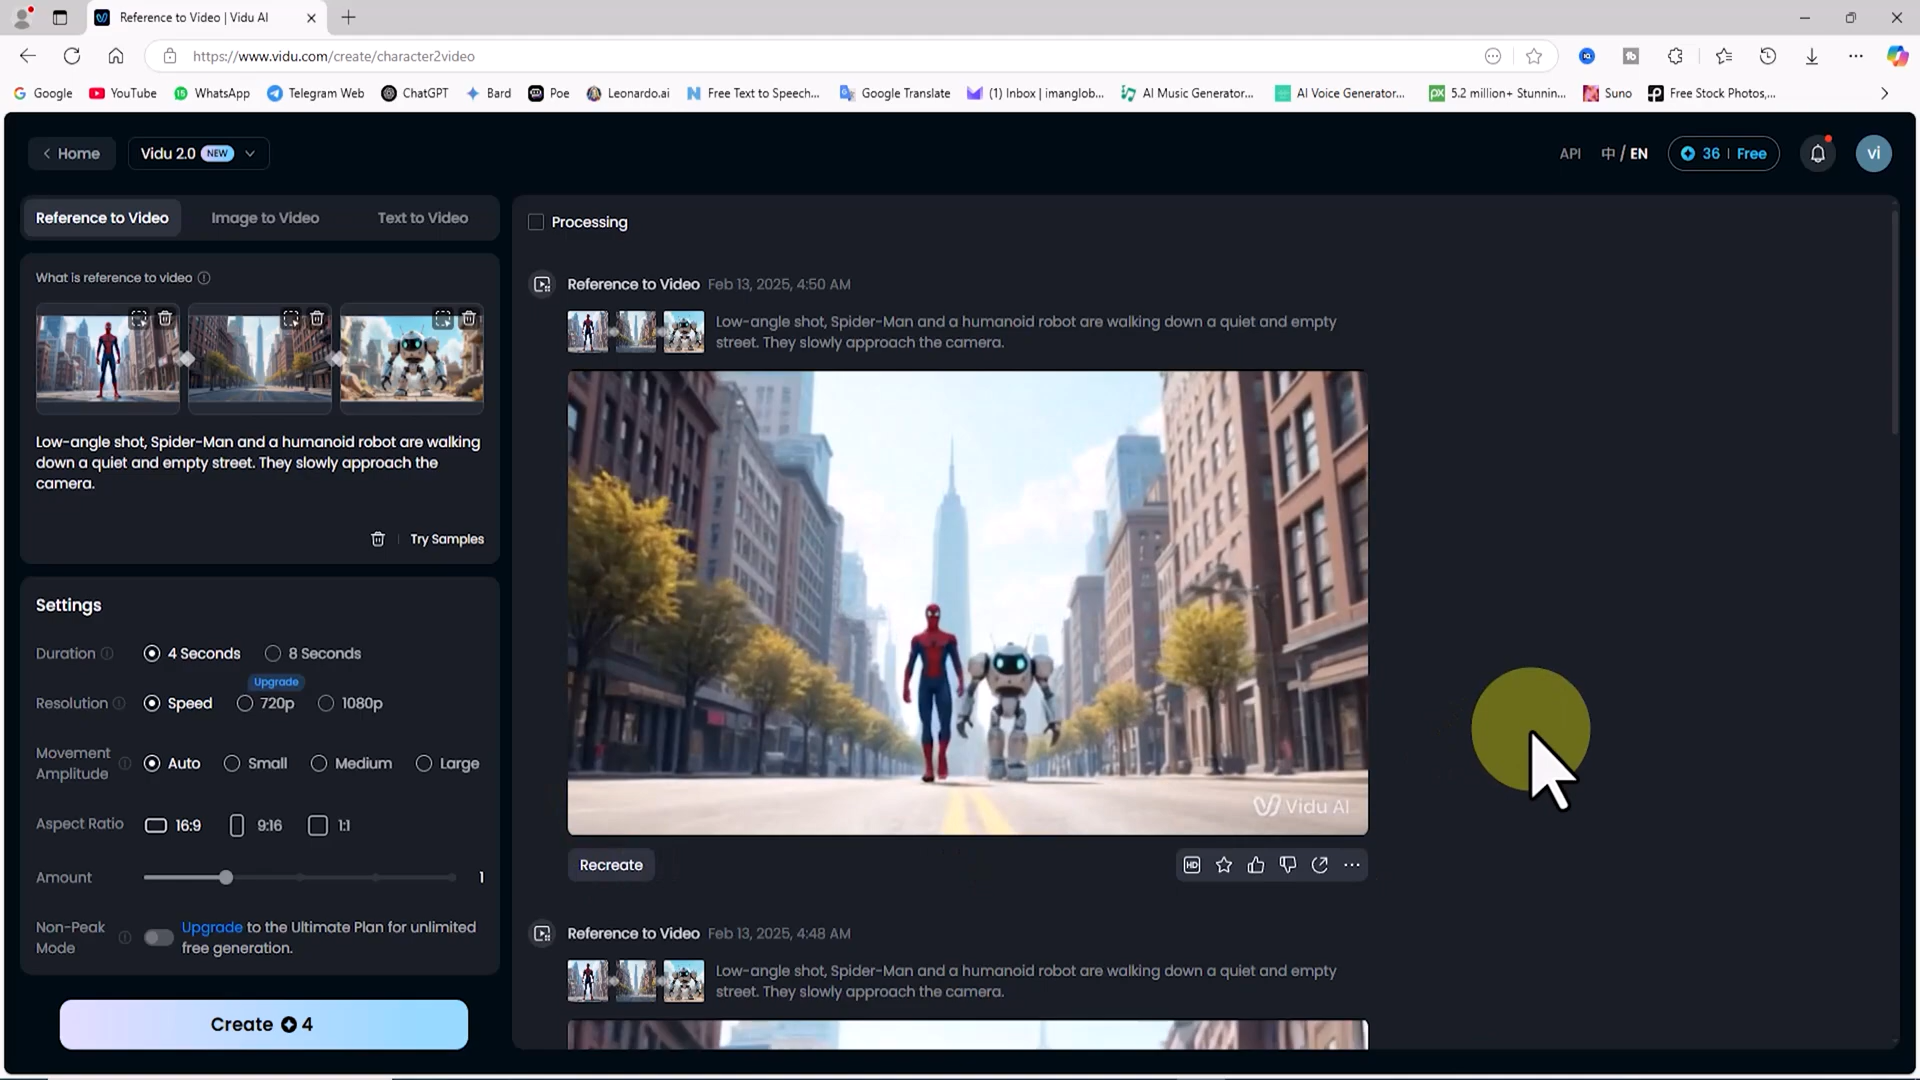 Reference to Video | Vidu AI
https://www.vidu.com/create/character2video
Google
YouTube
WhatsApp
Telegram Web
ChatGPT
Bard
Poe
Leonardo.ai
Free Text to Speech...
Google Translate
(1) Inbox | imanglob...
AI Music Generator...
AI Voice Generator...
5.2 million+ Stunnin...
Suno
Free Stock Photos,...
Home
Vidu 2.0 NEW
API
中 / EN
36 | Free
vi
Reference to Video
Image to Video
Text to Video
What is reference to video
Low-angle shot, Spider-Man and a humanoid robot are walking
down a quiet and empty street. They slowly approach the
camera.
Try Samples
Settings
Duration
4 Seconds
8 Seconds
Upgrade
Resolution
Speed
720p
1080p
Movement
Amplitude
Auto
Small
Medium
Large
Aspect Ratio
16:9
9:16
1:1
Amount
1
Non-Peak
Mode
Upgrade to the Ultimate Plan for unlimited
free generation.
Create 4
Processing
Reference to Video Feb 13, 2025, 4:50 AM
Low-angle shot, Spider-Man and a humanoid robot are walking down a quiet and empty
street. They slowly approach the camera.
Vidu AI
Recreate
HD
Reference to Video Feb 13, 2025, 4:48 AM
Low-angle shot, Spider-Man and a humanoid robot are walking down a quiet and empty
street. They slowly approach the camera.